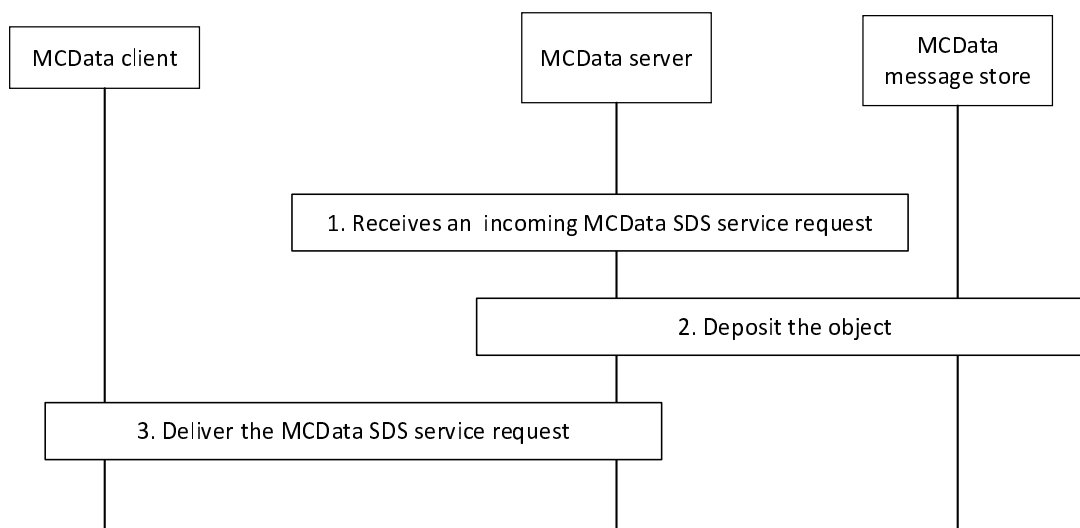 MCData client
MCData server
MCData
message store
1. Receives an incoming MCData SDS service request
2. Deposit the object
3. Deliver the MCData SDS service request